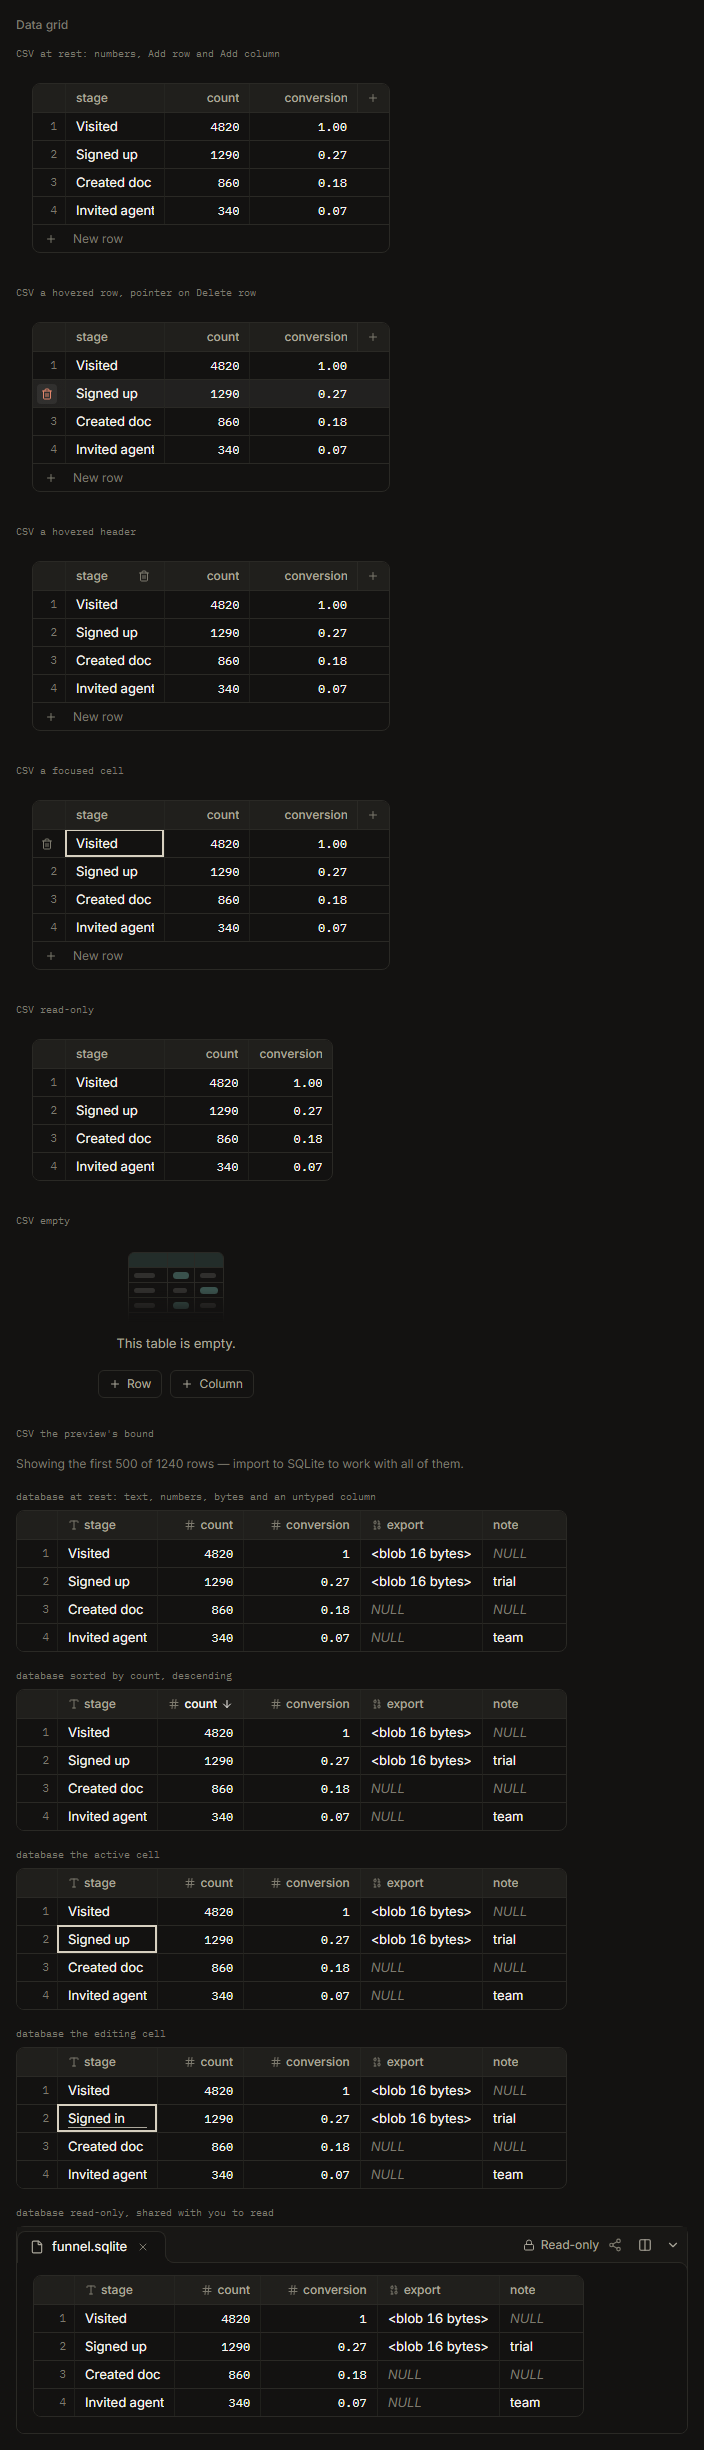 Data grid
CSV at rest: numbers, Add row and Add column
stage count conversion +
1 Visited 4820 1.00
2 Signed up 1290 0.27
3 Created doc 860 0.18
4 Invited agent 340 0.07
+ New row
CSV a hovered row, pointer on Delete row
stage count conversion +
1 Visited 4820 1.00
Signed up 1290 0.27
3 Created doc 860 0.18
4 Invited agent 340 0.07
+ New row
CSV a hovered header
stage count conversion +
1 Visited 4820 1.00
2 Signed up 1290 0.27
3 Created doc 860 0.18
4 Invited agent 340 0.07
+ New row
CSV a focused cell
stage count conversion +
Visited 4820 1.00
2 Signed up 1290 0.27
3 Created doc 860 0.18
4 Invited agent 340 0.07
+ New row
CSV read-only
stage count conversion
1 Visited 4820 1.00
2 Signed up 1290 0.27
3 Created doc 860 0.18
4 Invited agent 340 0.07
CSV empty
This table is empty.
+ Row + Column
CSV the preview's bound
Showing the first 500 of 1240 rows — import to SQLite to work with all of them.
database at rest: text, numbers, bytes and an untyped column
T stage # count # conversion export note
1 Visited 4820 1 <blob 16 bytes> NULL
2 Signed up 1290 0.27 <blob 16 bytes> trial
3 Created doc 860 0.18 NULL NULL
4 Invited agent 340 0.07 NULL team
database sorted by count, descending
T stage # count ↓ # conversion export note
1 Visited 4820 1 <blob 16 bytes> NULL
2 Signed up 1290 0.27 <blob 16 bytes> trial
3 Created doc 860 0.18 NULL NULL
4 Invited agent 340 0.07 NULL team
database the active cell
T stage # count # conversion export note
1 Visited 4820 1 <blob 16 bytes> NULL
2 Signed up 1290 0.27 <blob 16 bytes> trial
3 Created doc 860 0.18 NULL NULL
4 Invited agent 340 0.07 NULL team
database the editing cell
T stage # count # conversion export note
1 Visited 4820 1 <blob 16 bytes> NULL
2 Signed in 1290 0.27 <blob 16 bytes> trial
3 Created doc 860 0.18 NULL NULL
4 Invited agent 340 0.07 NULL team
database read-only, shared with you to read
funnel.sqlite × Read-only
T stage # count # conversion export note
1 Visited 4820 1 <blob 16 bytes> NULL
2 Signed up 1290 0.27 <blob 16 bytes> trial
3 Created doc 860 0.18 NULL NULL
4 Invited agent 340 0.07 NULL team